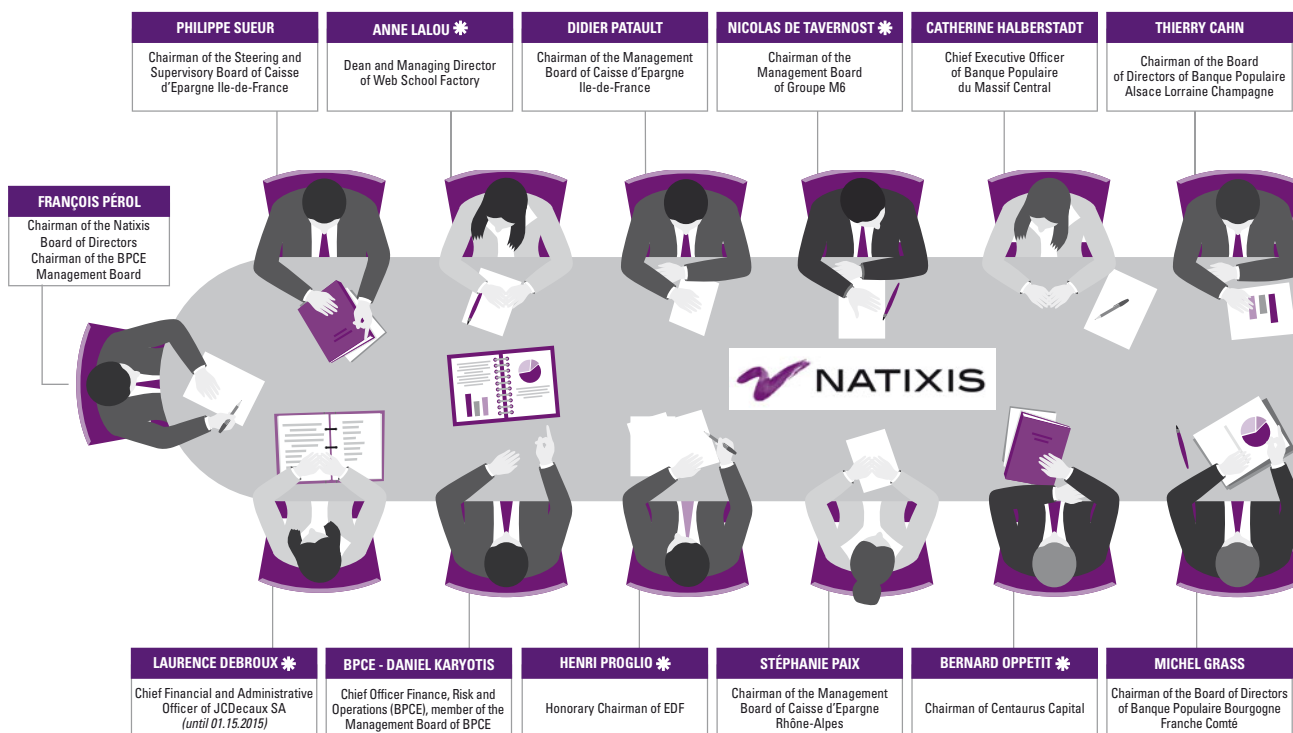 PHILIPPE SUEUR
Chairman of the Steering and
Supervisory Board of Caisse
d'Epargne Ile-de-France
ANNE LALOU ✱
Dean and Managing Director
of Web School Factory
DIDIER PATAULT
Chairman of the Management
Board of Caisse d'Epargne
Ile-de-France
NICOLAS DE TAVERNOST ✱
Chairman of the
Management Board
of Groupe M6
CATHERINE HALBERSTADT
Chief Executive Officer
of Banque Populaire
du Massif Central
THIERRY CAHN
Chairman of the Board
of Directors of Banque Populaire
Alsace Lorraine Champagne
FRANÇOIS PÉROL
Chairman of the Natixis
Board of Directors
Chairman of the BPCE
Management Board
NATIXIS
LAURENCE DEBROUX ✱
Chief Financial and Administrative
Officer of JCDecaux SA
(until 01.15.2015)
BPCE - DANIEL KARYOTIS
Chief Officer Finance, Risk and
Operations (BPCE), member of the
Management Board of BPCE
HENRI PROGLIO ✱
Honorary Chairman of EDF
STÉPHANIE PAIX
Chairman of the Management
Board of Caisse d'Epargne
Rhône-Alpes
BERNARD OPPETIT ✱
Chairman of Centaurus Capital
MICHEL GRASS
Chairman of the Board of Directors
of Banque Populaire Bourgogne
Franche Comté